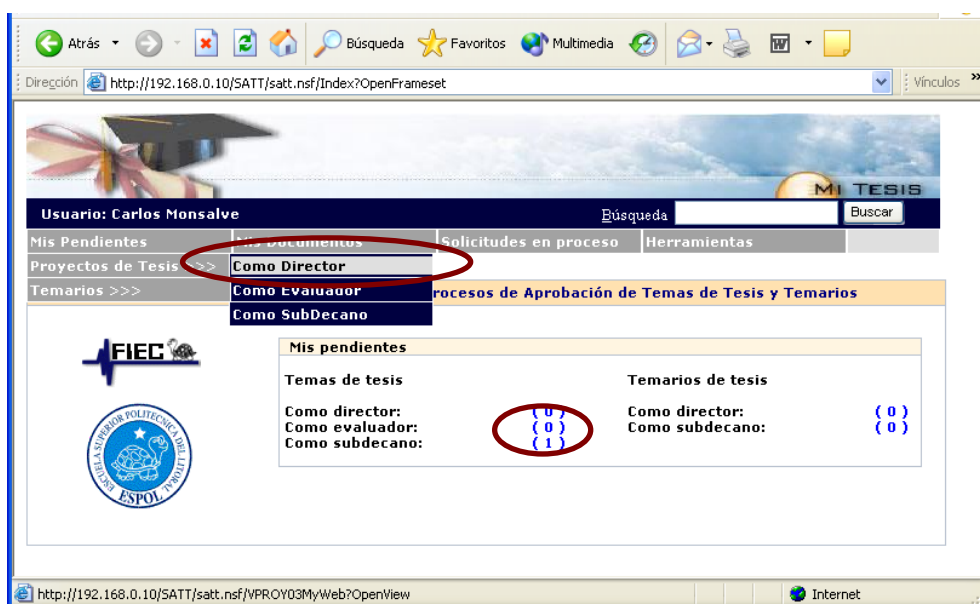 Atrás
Búsqueda
Favoritos
Multimedia
Dirección http://192.168.0.10/SATT/satt.nsf/Index?OpenFrameset
Vínculos »
MI TESIS
Usuario: Carlos Monsalve
Búsqueda
Buscar
Mis Pendientes
Mis Documentos
Solicitudes en proceso
Herramientas
Proyectos de Tesis >>>
Como Director
Temarios >>>
Como Evaluador
rocesos de Aprobación de Temas de Tesis y Temarios
Como SubDecano
FIEC
Mis pendientes
Temas de tesis
Temarios de tesis
Como director: ( 0 )
Como director: ( 0 )
Como evaluador: ( 0 )
Como subdecano: ( 0 )
Como subdecano: ( 1 )
ESCUELA SUPERIOR POLITECNICA DEL LITORAL
ESPOL
http://192.168.0.10/SATT/satt.nsf/VPROY03MyWeb?OpenView
Internet